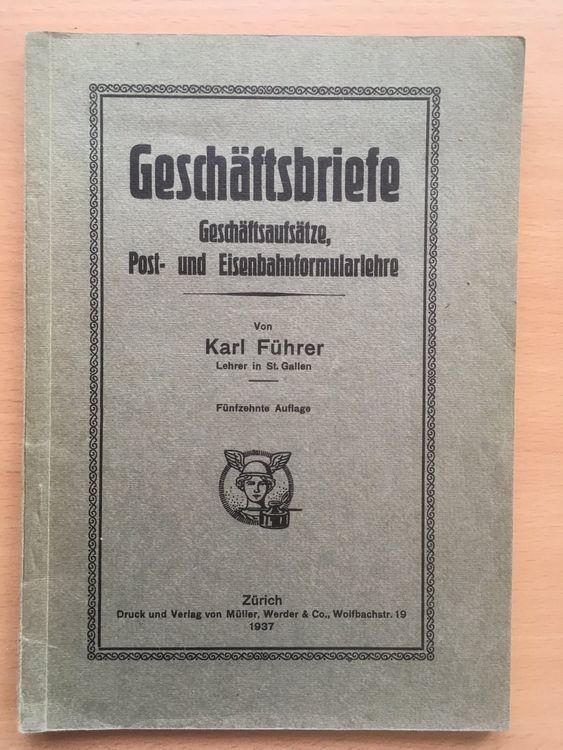 Geschäftsbriefe
Geschäftsaufsätze,
Post- und Eisenbahnformularlehre
Von
Karl Führer
Lehrer in St. Gallen
Fünfzehnte Auflage
Zürich
Druck und Verlag von Müller, Werder & Co., Wolfbachstr. 19
1937